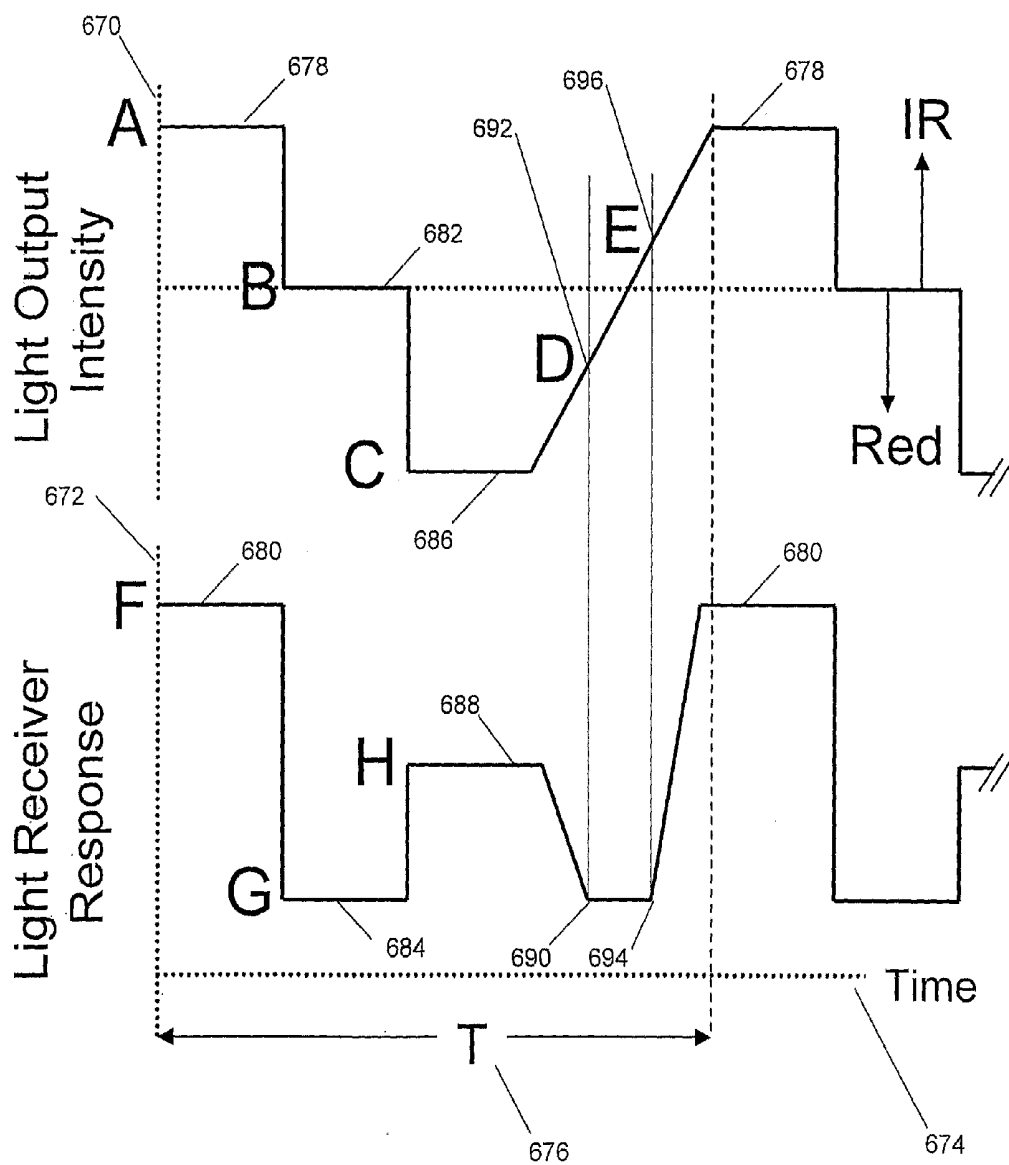 670
678
696
678
A
692
IR
E
682
B
D
Light Output
Intensity
Red
C
672
686
680
680
F
688
H
Light Receiver
Response
G
684
690
694
Time
T
676
674